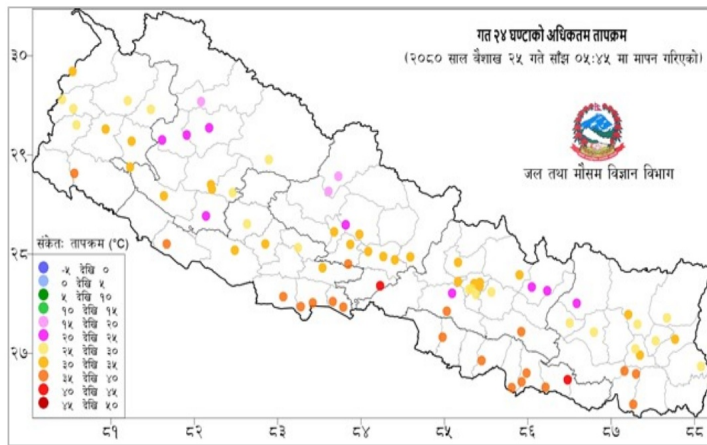 गत २४ घण्टाको अधिकतम तापक्रम
(२०८० साल बैशाख २५ गते साँझ ०५:४५ मा मापन गरिएको)
जल तथा मौसम विज्ञान विभाग
३०
२९
२८
२७
संकेतः तापक्रम (°C)
-५ देखि ०
० देखि ५
५ देखि १०
१० देखि १५
१५ देखि २०
२० देखि २५
२५ देखि ३०
३० देखि ३५
३५ देखि ४०
४० देखि ४५
४५ देखि ५०
८१ ८२ ८३ ८४ ८५ ८६ ८७ ८८